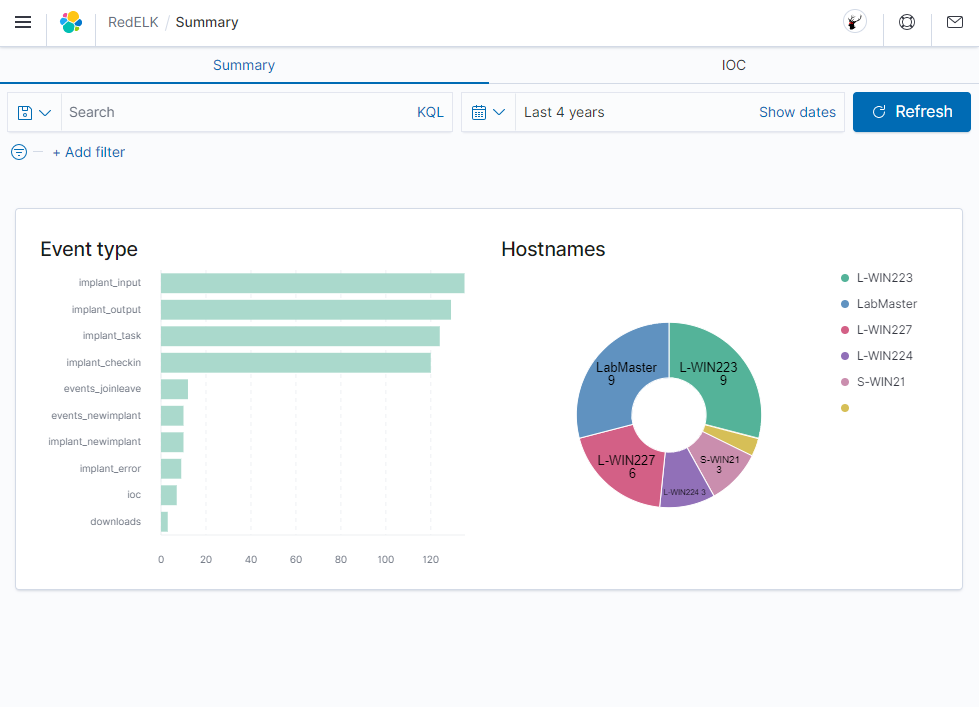 RedELK / Summary
Summary IOC
Search KQL Last 4 years Show dates Refresh
+ Add filter
Event type
implant_input
implant_output
implant_task
implant_checkin
events_joinleave
events_newimplant
implant_newimplant
implant_error
ioc
downloads
0 20 40 60 80 100 120
Hostnames
LabMaster
9
L-WIN223
9
L-WIN227
6
S-WIN21
3
L-WIN224 3
L-WIN223
LabMaster
L-WIN227
L-WIN224
S-WIN21